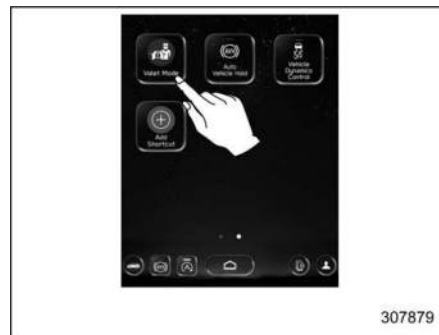 Valet Mode
Auto
Vehicle Hold
Vehicle
Dynamics
Control
Add
Shortcut
307879